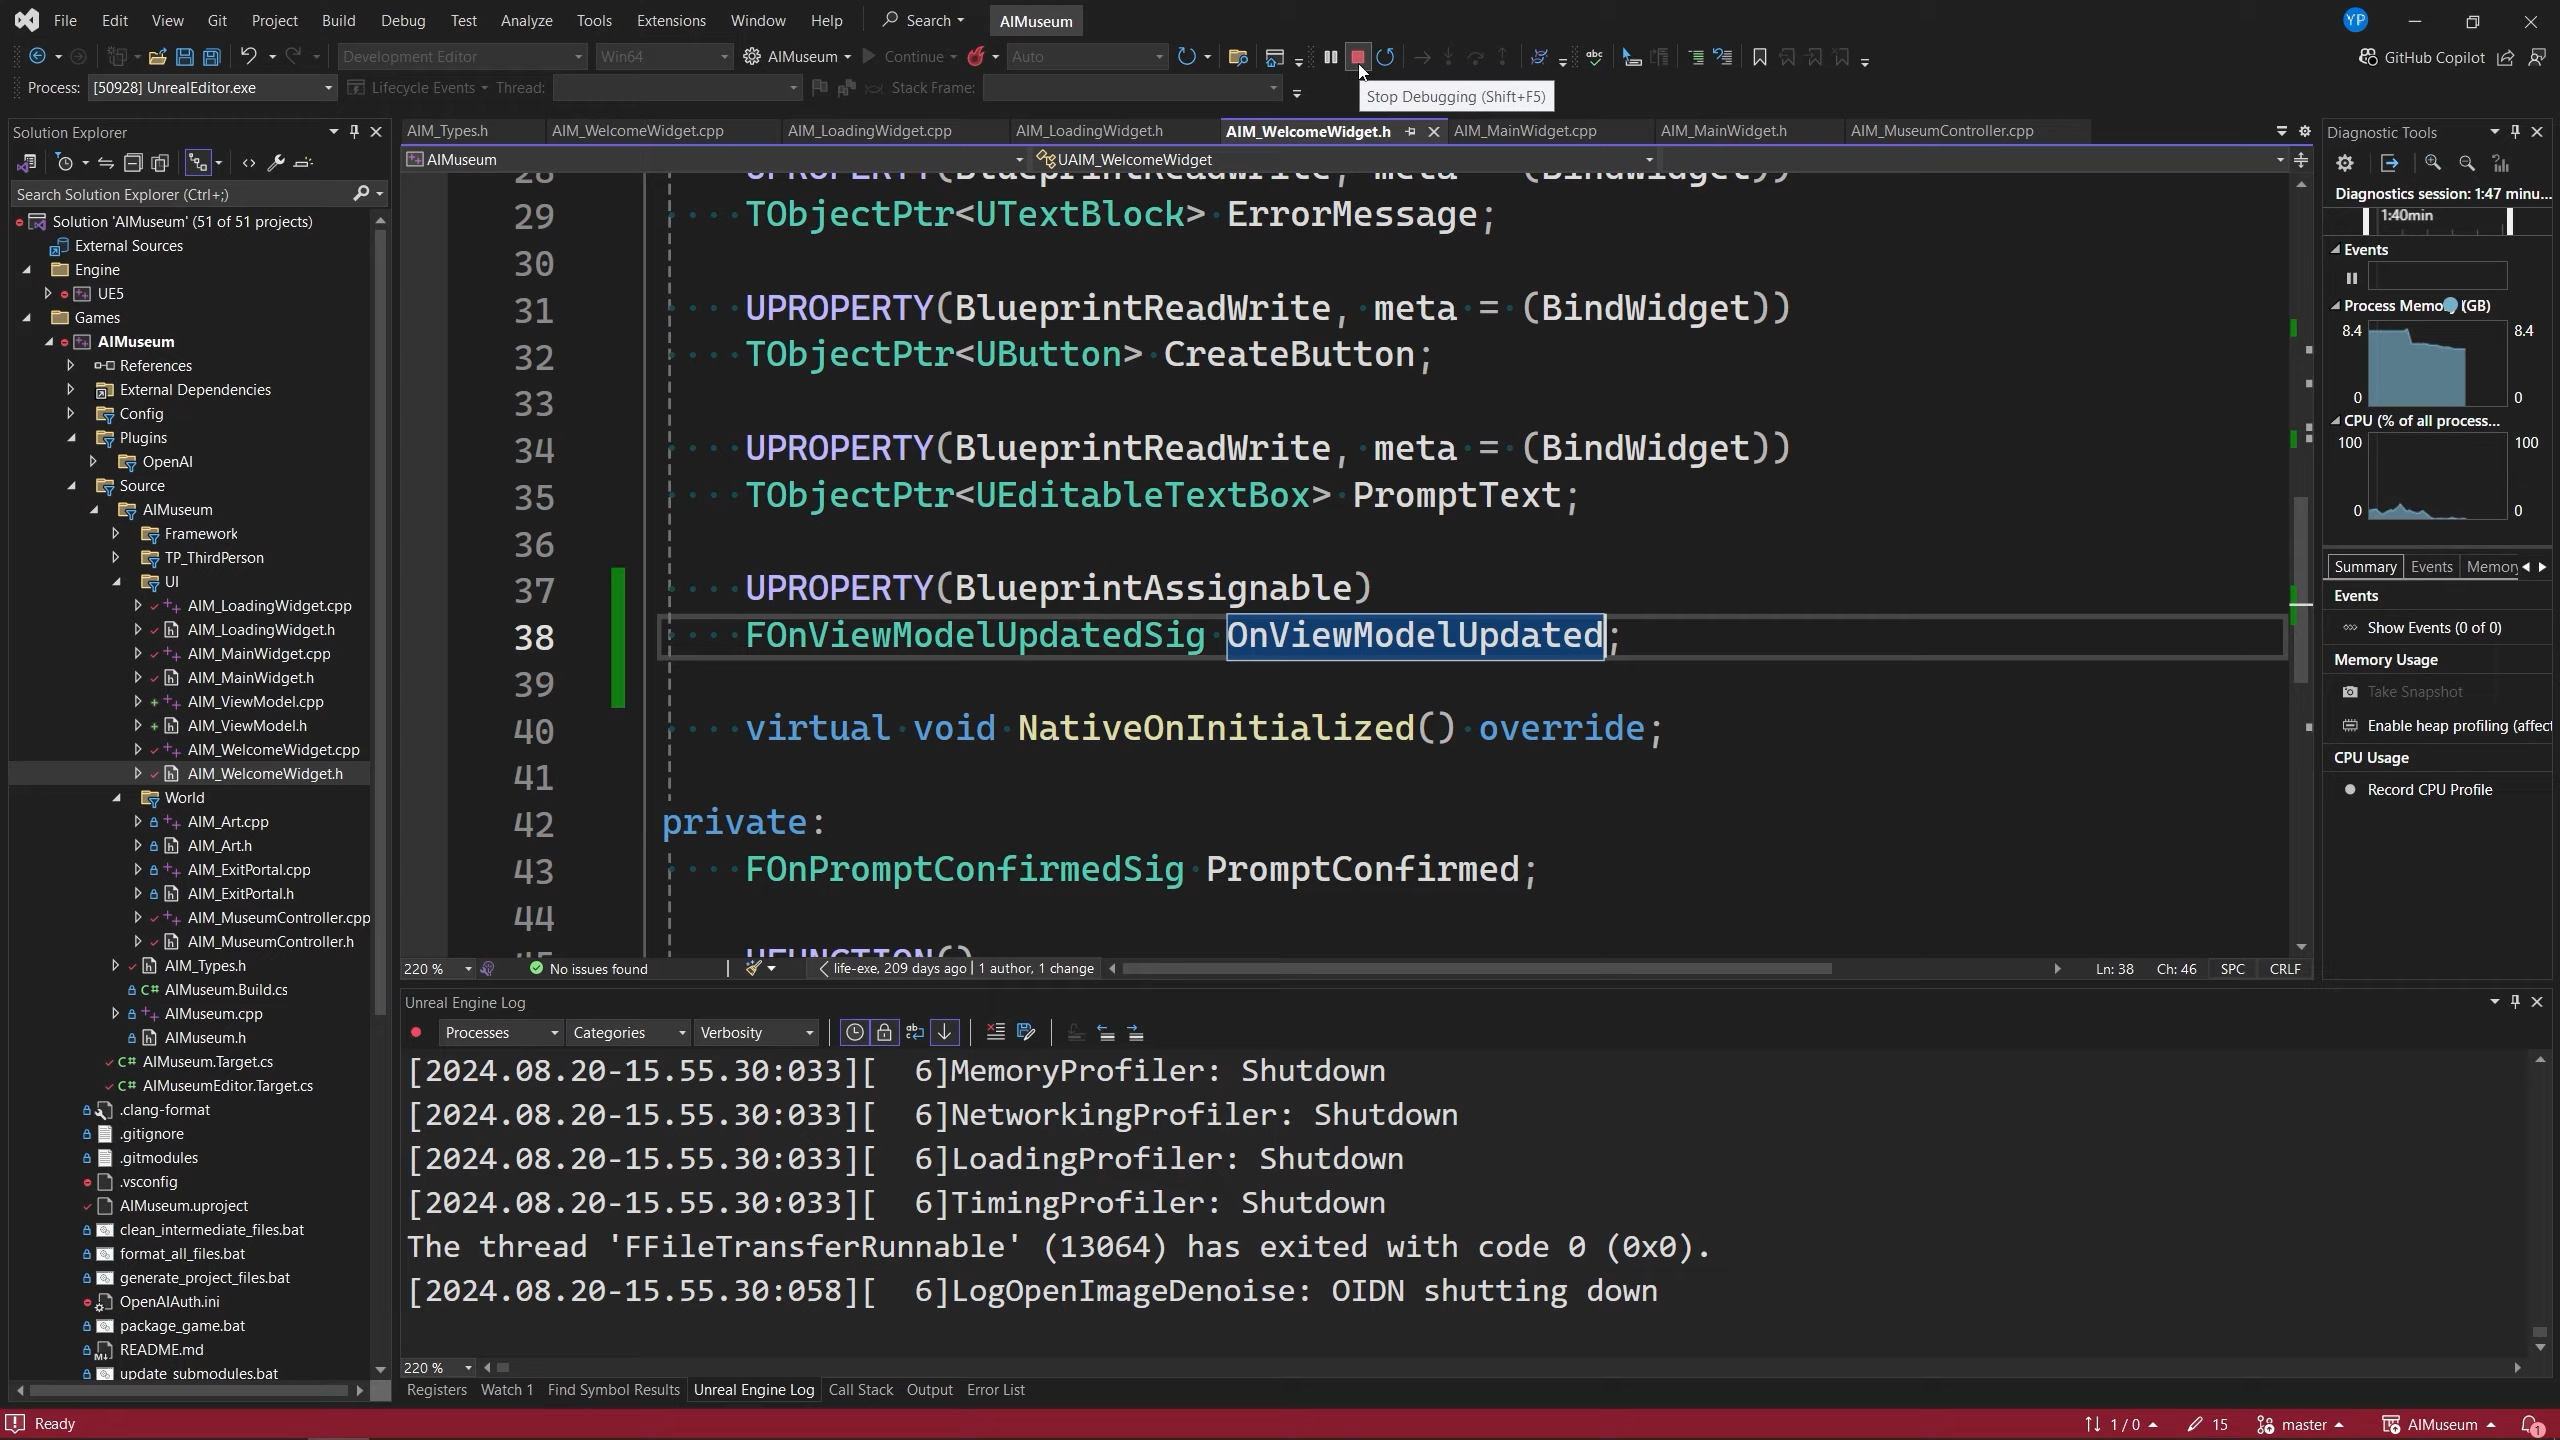 File Edit View Git Project Build Debug Test Analyze Tools Extensions Window Help Search AIMuseum YP
Development Editor Win64 AIMuseum Continue Auto GitHub Copilot
Process: [50928] UnrealEditor.exe Lifecycle Events Thread: Stack Frame:
Stop Debugging (Shift+F5)
Solution Explorer
Search Solution Explorer (Ctrl+;)
Solution 'AIMuseum' (51 of 51 projects)
External Sources
Engine
UE5
Games
AIMuseum
References
External Dependencies
Config
Plugins
OpenAI
Source
AIMuseum
Framework
TP_ThirdPerson
UI
AIM_LoadingWidget.cpp
AIM_LoadingWidget.h
AIM_MainWidget.cpp
AIM_MainWidget.h
AIM_ViewModel.cpp
AIM_ViewModel.h
AIM_WelcomeWidget.cpp
AIM_WelcomeWidget.h
World
AIM_Art.cpp
AIM_Art.h
AIM_ExitPortal.cpp
AIM_ExitPortal.h
AIM_MuseumController.cpp
AIM_MuseumController.h
AIM_Types.h
AIMuseum.Build.cs
AIMuseum.cpp
AIMuseum.h
AIMuseum.Target.cs
AIMuseumEditor.Target.cs
.clang-format
.gitignore
.gitmodules
.vsconfig
AIMuseum.uproject
clean_intermediate_files.bat
format_all_files.bat
generate_project_files.bat
OpenAIAuth.ini
package_game.bat
README.md
update_submodules.bat
AIM_Types.h AIM_WelcomeWidget.cpp AIM_LoadingWidget.cpp AIM_LoadingWidget.h AIM_WelcomeWidget.h AIM_MainWidget.cpp AIM_MainWidget.h AIM_MuseumController.cpp
AIMuseum UAIM_WelcomeWidget
28 UPROPERTY(BlueprintReadWrite, meta = (BindWidget))
29 TObjectPtr<UTextBlock> ErrorMessage;
30
31 UPROPERTY(BlueprintReadWrite, meta = (BindWidget))
32 TObjectPtr<UButton> CreateButton;
33
34 UPROPERTY(BlueprintReadWrite, meta = (BindWidget))
35 TObjectPtr<UEditableTextBox> PromptText;
36
37 UPROPERTY(BlueprintAssignable)
38 FOnViewModelUpdatedSig OnViewModelUpdated;
39
40 virtual void NativeOnInitialized() override;
41
42 private:
43 FOnPromptConfirmedSig PromptConfirmed;
44
45 UFUNCTION()
220 % No issues found life-exe, 209 days ago | 1 author, 1 change Ln: 38 Ch: 46 SPC CRLF
Unreal Engine Log
Processes Categories Verbosity
[2024.08.20-15.55.30:033][ 6]MemoryProfiler: Shutdown
[2024.08.20-15.55.30:033][ 6]NetworkingProfiler: Shutdown
[2024.08.20-15.55.30:033][ 6]LoadingProfiler: Shutdown
[2024.08.20-15.55.30:033][ 6]TimingProfiler: Shutdown
The thread 'FFileTransferRunnable' (13064) has exited with code 0 (0x0).
[2024.08.20-15.55.30:058][ 6]LogOpenImageDenoise: OIDN shutting down
220 %
Registers Watch 1 Find Symbol Results Unreal Engine Log Call Stack Output Error List
Diagnostic Tools
Diagnostics session: 1:47 minu...
1:40min
Events
Process Memory (GB)
8.4 8.4
0 0
CPU (% of all process...
100 100
0 0
Summary Events Memory
Events
Show Events (0 of 0)
Memory Usage
Take Snapshot
Enable heap profiling (affect
CPU Usage
Record CPU Profile
Ready 1 / 0 15 master AIMuseum 1